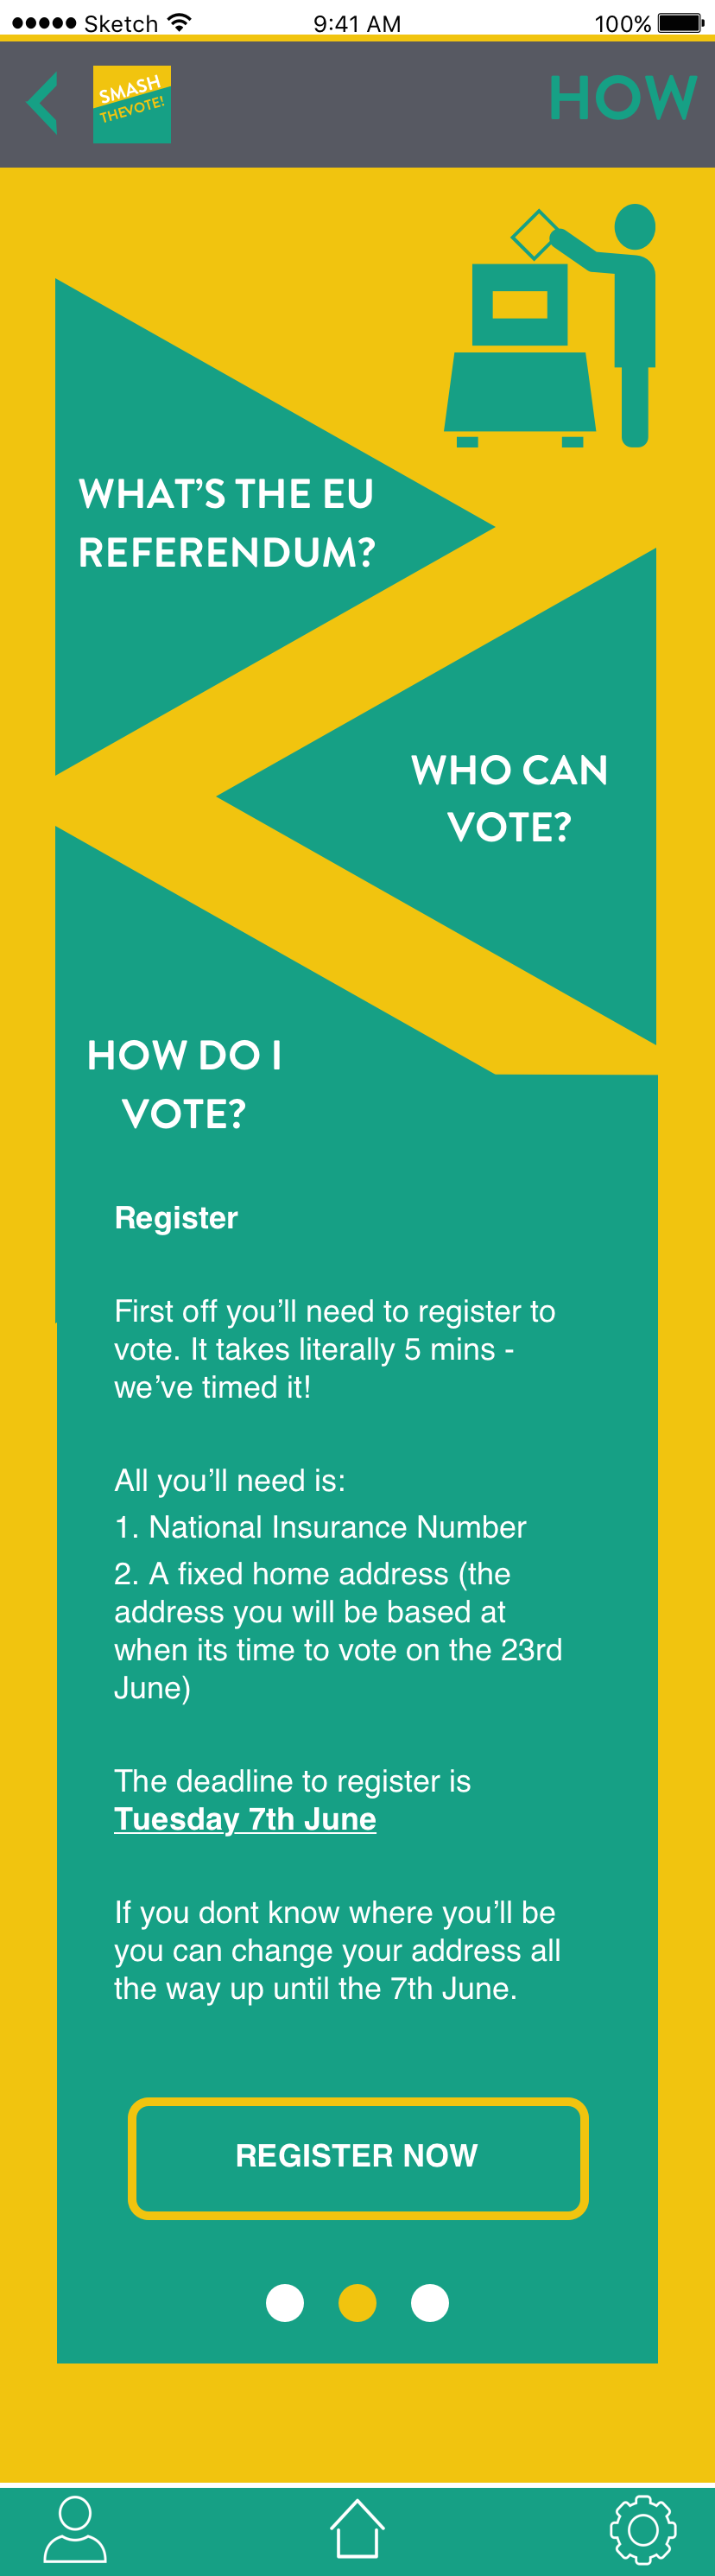 ●●●●● Sketch 9:41 AM 100%
SMASH
THEVOTE!
HOW
WHAT’S THE EU
REFERENDUM?
WHO CAN
VOTE?
HOW DO I
VOTE?
Register
First off you’ll need to register to
vote. It takes literally 5 mins -
we’ve timed it!
All you’ll need is:
1. National Insurance Number
2. A fixed home address (the
address you will be based at
when its time to vote on the 23rd
June)
The deadline to register is
Tuesday 7th June
If you dont know where you’ll be
you can change your address all
the way up until the 7th June.
REGISTER NOW